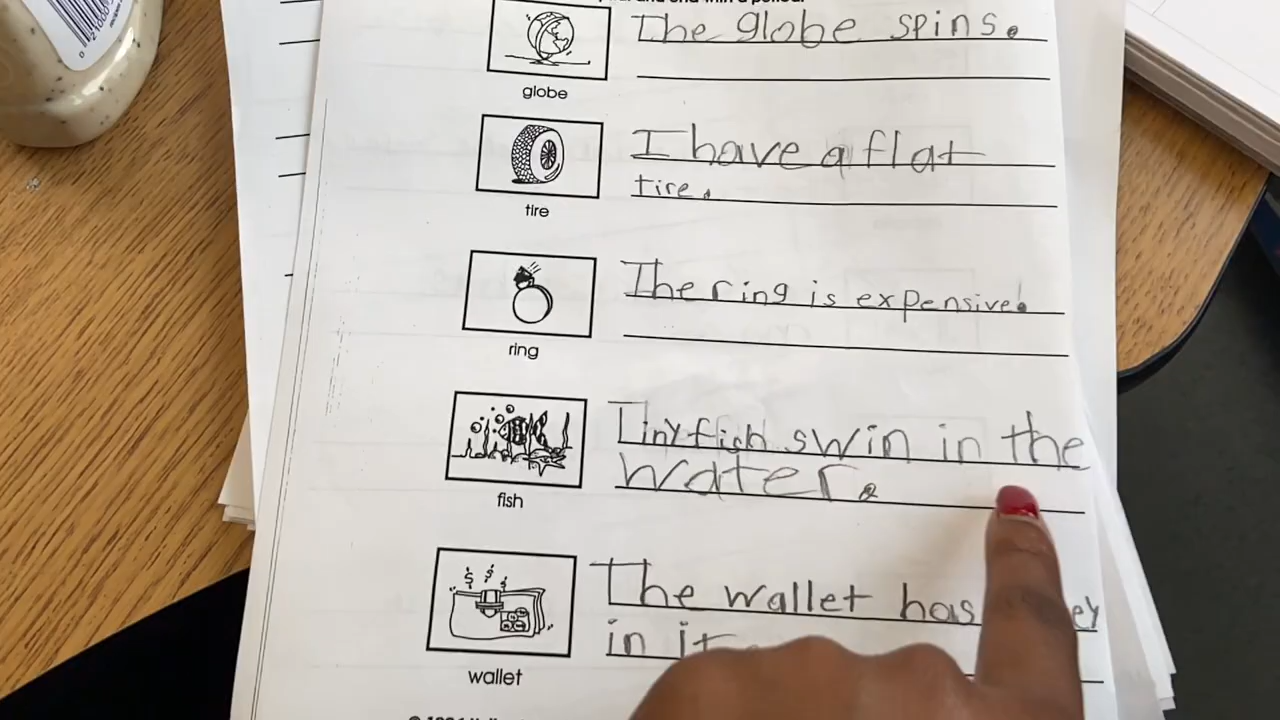 The globe spins.
globe
I have a flat
tire.
tire
The ring is expensive.
ring
Tiny fish swin in the
water.
fish
The wallet has
in it
wallet